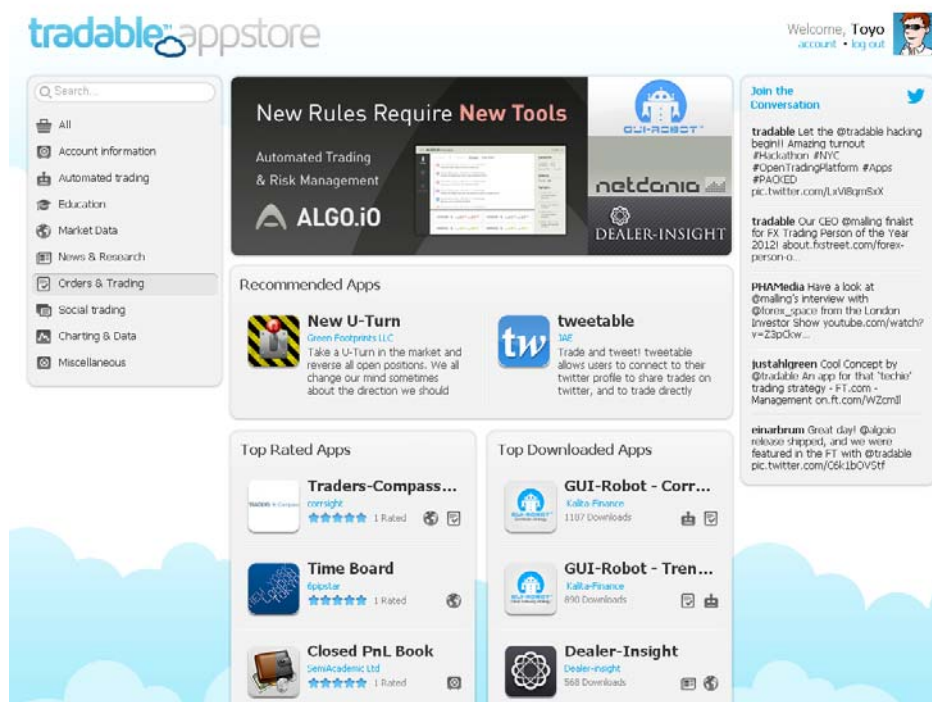 tradable™ appstore
Welcome, Toyo
account • log out
Search...
All
Account information
Automated trading
Education
Market Data
News & Research
Orders & Trading
Social trading
Charting & Data
Miscellaneous
New Rules Require New Tools
Automated Trading
& Risk Management
ALGO.iO
GUI-ROBOT
netdania
DEALER-INSIGHT
Recommended Apps
New U-Turn
Green Footprints LLC
Take a U-Turn in the market and
reverse all open positions. We all
change our mind sometimes
about the direction we should
tw
tweetable
JAE
Trade and tweet! tweetable
allows users to connect to their
twitter profile to share trades on
twitter, and to trade directly
Top Rated Apps
Traders-Compass...
corrsight
1 Rated
Time Board
6pipstar
1 Rated
Closed PnL Book
SemiAcademic Ltd
1 Rated
Top Downloaded Apps
GUI-Robot - Corr...
Kalita-Finance
1187 Downloads
GUI-Robot - Tren...
Kalita-Finance
890 Downloads
Dealer-Insight
Dealer-insight
568 Downloads
Join the
Conversation
tradable Let the @tradable hacking
begin!! Amazing turnout
#Hackathon #NYC
#OpenTradingPlatform #Apps
#PACKED
pic.twitter.com/LxVi8qmSxX
tradable Our CEO @maling finalist
for FX Trading Person of the Year
2012! about.fxstreet.com/forex-
person-o...
PHAMedia Have a look at
@maling's interview with
@forex_space from the London
Investor Show youtube.com/watch?
v=Z3pCkw...
justahlgreen Cool Concept by
@tradable An app for that 'techie'
trading strategy - FT.com -
Management on.ft.com/WZcmIl
einarbrum Great day! @algoio
release shipped, and we were
featured in the FT with @tradable
pic.twitter.com/C6k1bOVStf